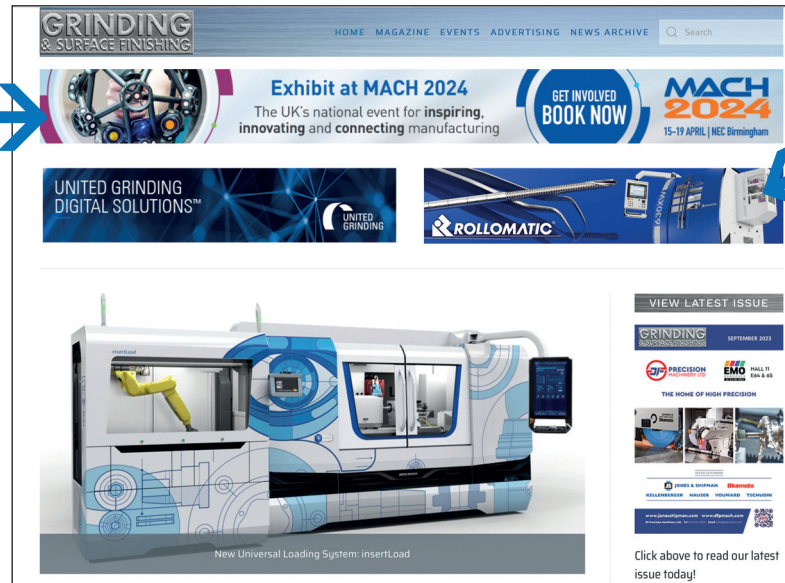 GRINDING
& SURFACE FINISHING
HOME MAGAZINE EVENTS ADVERTISING NEWS ARCHIVE
Search
Exhibit at MACH 2024
The UK's national event for inspiring,
innovating and connecting manufacturing
GET INVOLVED
BOOK NOW
MACH
2024
15–19 APRIL | NEC Birmingham
UNITED GRINDING
DIGITAL SOLUTIONS™
UNITED
GRINDING
ROLLOMATIC
630XW
insertLoad
New Universal Loading System: insertLoad
VIEW LATEST ISSUE
GRINDING
SEPTEMBER 2023
DF PRECISION
MACHINERY LTD
EMO
HALL 11
E64 & 65
THE HOME OF HIGH PRECISION
JONES & SHIPMAN
Okamoto
KELLENBERGER HAUSER VOUMARD TSCHUDIN
www.jonesshipman.com www.dfpmach.com
Click above to read our latest
issue today!